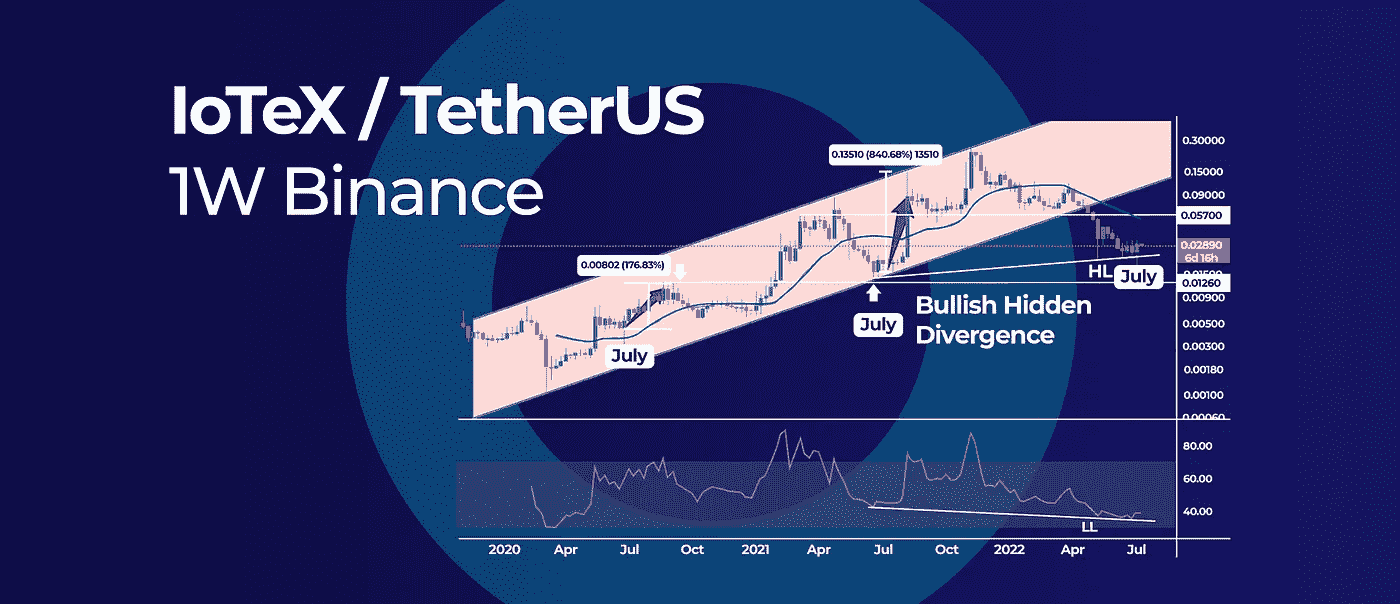 IoTeX / TetherUS
1W Binance
0.13510 (840.68%) 13510
0.00802 (176.83%)
July
July
Bullish Hidden
Divergence
HL
July
0.30000
0.15000
0.09000
0.05700
0.02890
6d 16h
0.01260
0.00900
0.00500
0.00300
0.00180
0.00100
0.00060
80.00
60.00
40.00
LL
2020 Apr Jul Oct 2021 Apr Jul Oct 2022 Apr Jul